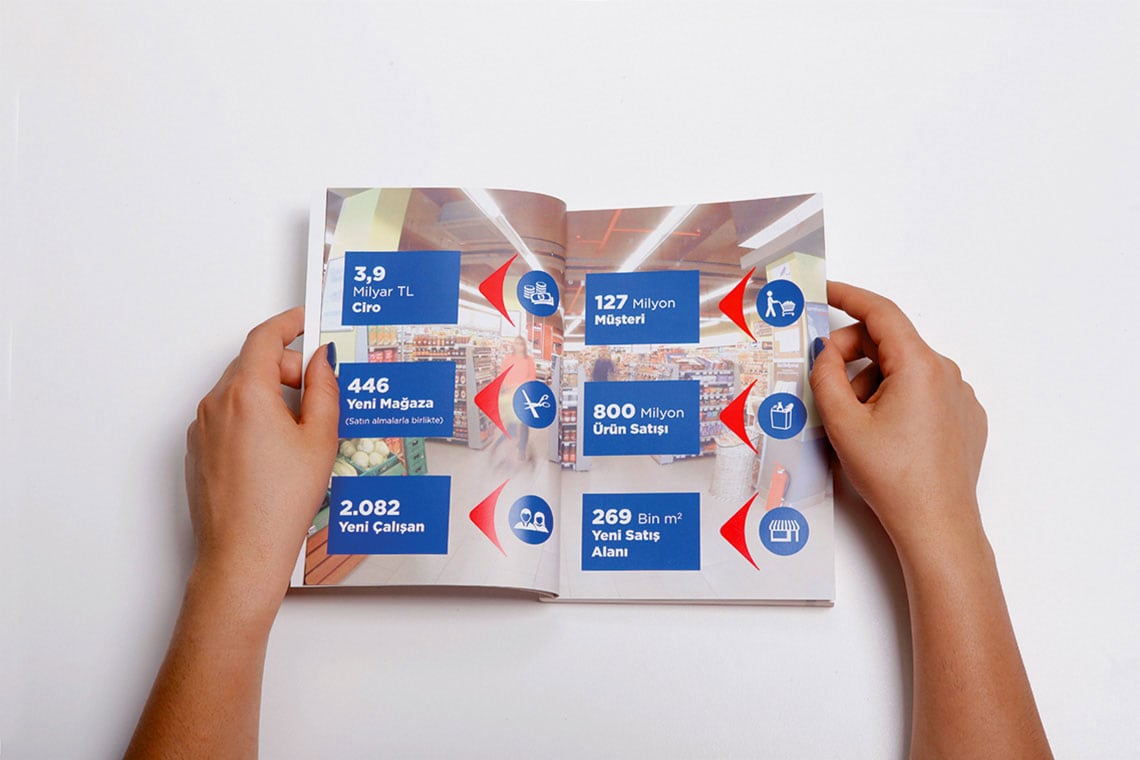 3,9
Milyar TL
Ciro
446
Yeni Mağaza
(Satın almalarla birlikte)
2.082
Yeni Çalışan
127 Milyon
Müşteri
800 Milyon
Ürün Satışı
269 Bin m²
Yeni Satış
Alanı